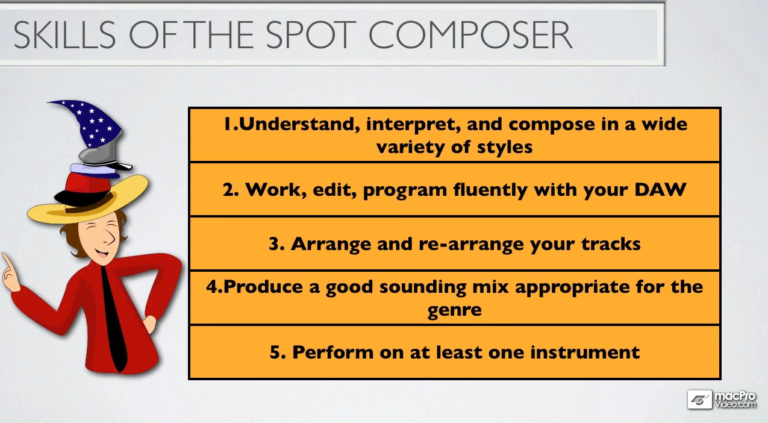 SKILLS OF THE SPOT COMPOSER
1.Understand, interpret, and compose in a wide
variety of styles
2. Work, edit, program fluently with your DAW
3. Arrange and re-arrange your tracks
4.Produce a good sounding mix appropriate for the
genre
5. Perform on at least one instrument
macPro
video.com